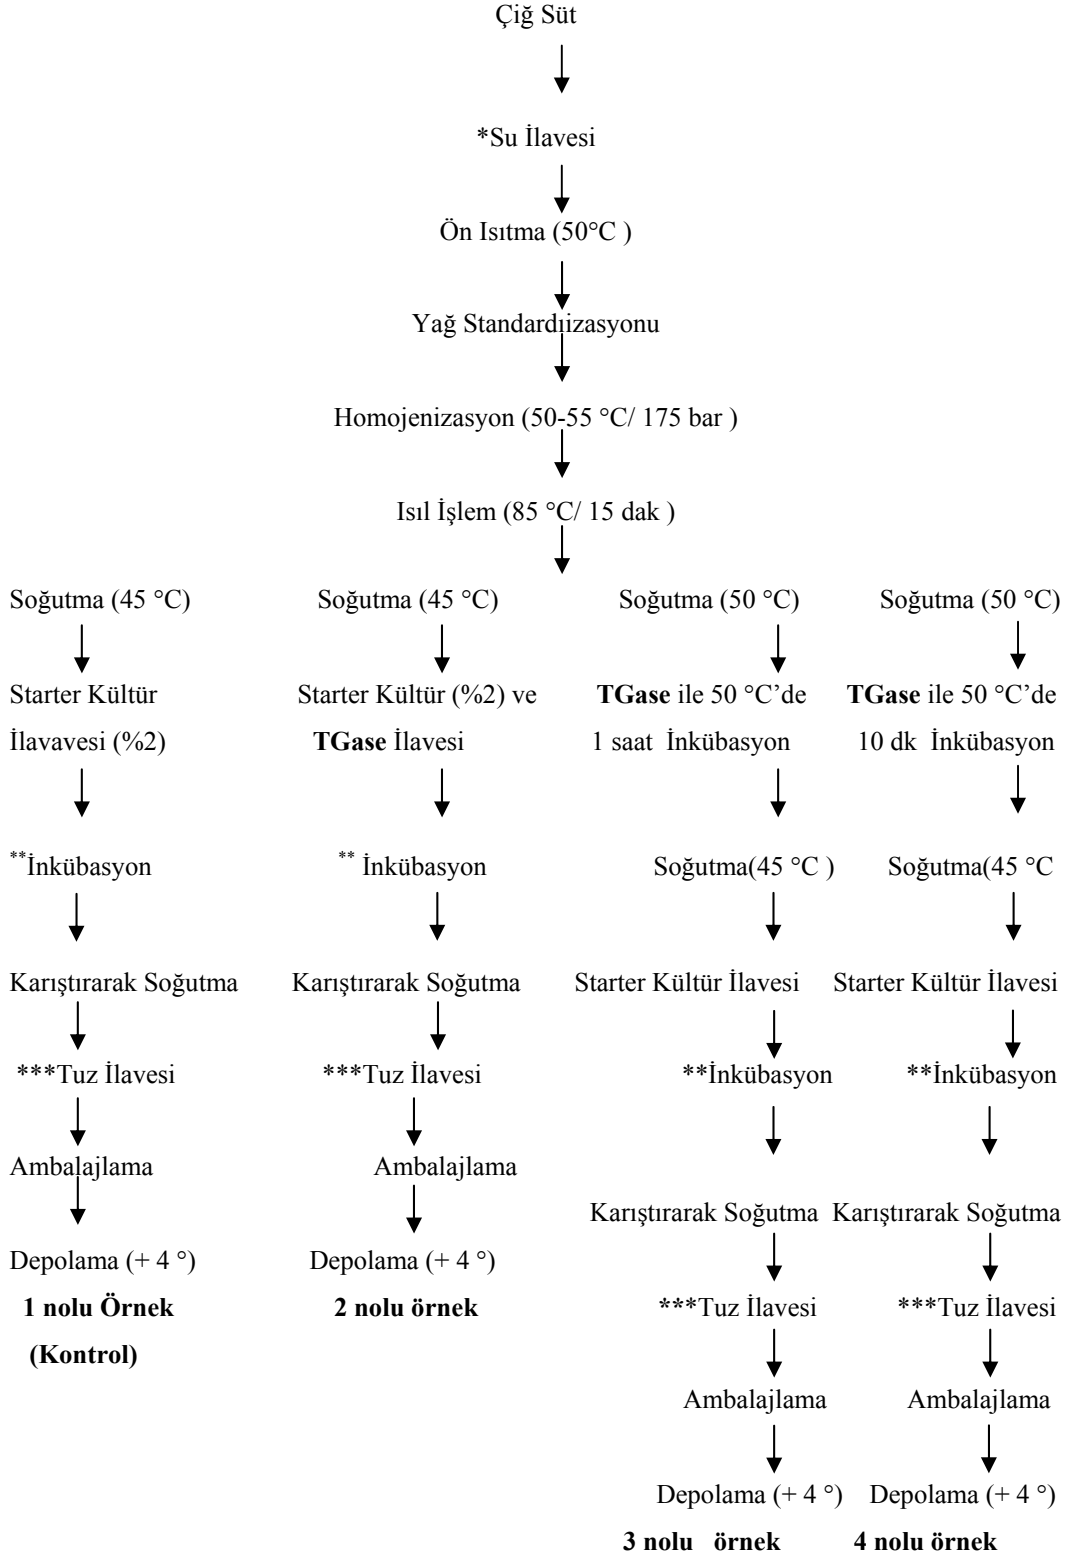 Çiğ Süt
*Su İlavesi
Ön Isıtma (50°C )
Yağ Standardıizasyonu
Homojenizasyon (50-55 °C/ 175 bar )
Isıl İşlem (85 °C/ 15 dak )
Soğutma (45 °C)
Starter Kültür
İlavavesi (%2)
**İnkübasyon
Karıştırarak Soğutma
***Tuz İlavesi
Ambalajlama
Depolama (+ 4 °)
1 nolu Örnek
(Kontrol)
Soğutma (45 °C)
Starter Kültür (%2) ve
TGase İlavesi
** İnkübasyon
Karıştırarak Soğutma
***Tuz İlavesi
Ambalajlama
Depolama (+ 4 °)
2 nolu örnek
Soğutma (50 °C)
TGase ile 50 °C’de
1 saat İnkübasyon
Soğutma(45 °C )
Starter Kültür İlavesi
**İnkübasyon
Karıştırarak Soğutma
***Tuz İlavesi
Ambalajlama
Depolama (+ 4 °)
3 nolu örnek
Soğutma (50 °C)
TGase ile 50 °C’de
10 dk İnkübasyon
Soğutma(45 °C
Starter Kültür İlavesi
**İnkübasyon
Karıştırarak Soğutma
***Tuz İlavesi
Ambalajlama
Depolama (+ 4 °)
4 nolu örnek